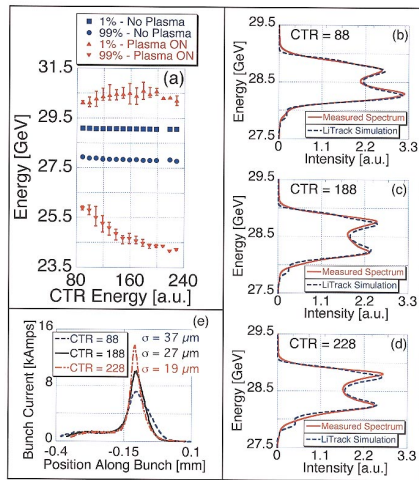 1% - No Plasma
99% - No Plasma
1% - Plasma ON
99% - Plasma ON
(a)
Energy [GeV]
31.5
29.5
27.5
25.5
23.5
80
160
240
CTR Energy [a.u.]
(b)
CTR = 88
Energy [GeV]
29.5
28.5
27.5
Measured Spectrum
LiTrack Simulation
0
1.1
2.2
3.3
Intensity [a.u.]
(c)
CTR = 188
Energy [GeV]
29.5
28.5
27.5
Measured Spectrum
LiTrack Simulation
0
1.1
2.2
3.3
Intensity [a.u.]
(d)
CTR = 228
Energy [GeV]
29.5
28.5
27.5
Measured Spectrum
LiTrack Simulation
0
1.1
2.2
3.3
Intensity [a.u.]
(e)
CTR = 88 σ = 37 µm
CTR = 188 σ = 27 µm
CTR = 228 σ = 19 µm
Bunch Current [kAmps]
16
8
0
-0.4
-0.15
0.1
Position Along Bunch [mm]